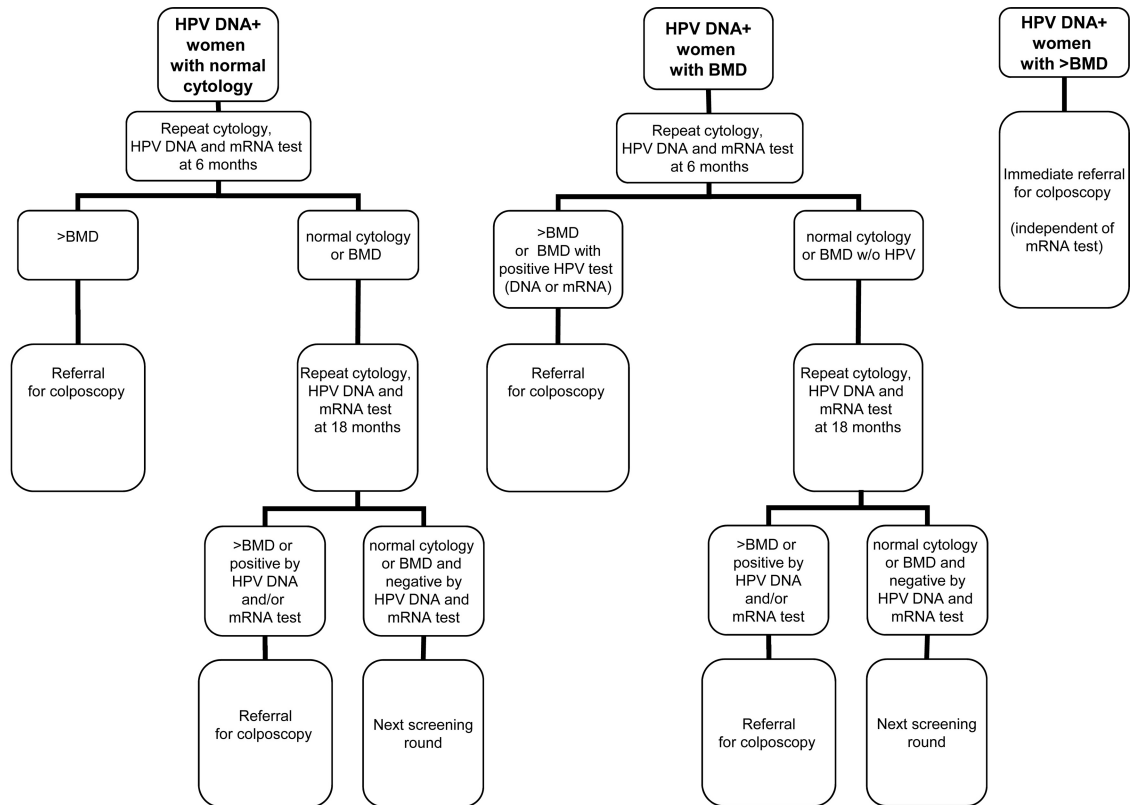 HPV DNA+
women
with normal
cytology
Repeat cytology,
HPV DNA and mRNA test
at 6 months
>BMD
normal cytology
or BMD
Referral
for colposcopy
Repeat cytology,
HPV DNA and
mRNA test
at 18 months
>BMD or
positive by
HPV DNA
and/or
mRNA test
normal cytology
or BMD and
negative by
HPV DNA and
mRNA test
Referral
for colposcopy
Next screening
round
HPV DNA+
women
with BMD
Repeat cytology,
HPV DNA and mRNA test
at 6 months
>BMD
or BMD with
positive HPV test
(DNA or mRNA)
normal cytology
or BMD w/o HPV
Referral
for colposcopy
Repeat cytology,
HPV DNA and
mRNA test
at 18 months
>BMD or
positive by
HPV DNA
and/or
mRNA test
normal cytology
or BMD and
negative by
HPV DNA and
mRNA test
Referral
for colposcopy
Next screening
round
HPV DNA+
women
with >BMD
Immediate referral
for colposcopy
(independent of
mRNA test)